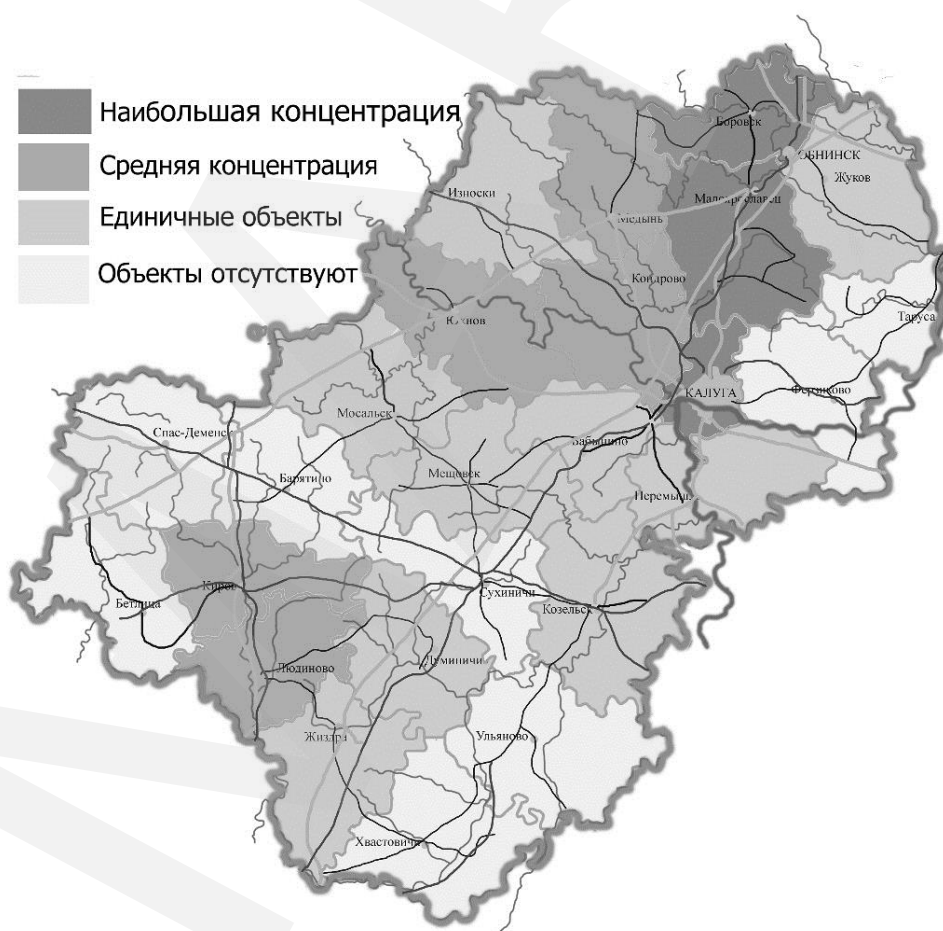 Наибольшая концентрация
Средняя концентрация
Единичные объекты
Объекты отсутствуют
Боровск
ОБНИНСК
Жуков
Износки
Малоярославец
Медынь
Кондрово
Таруса
Юхнов
КАЛУГА
Ферзиково
Мосальск
Спас-Деменск
Бабынино
Мещовск
Барятино
Перемышль
Киров
Сухиничи
Бетлица
Козельск
Думиничи
Людиново
Жиздра
Ульяново
Хвастовичи